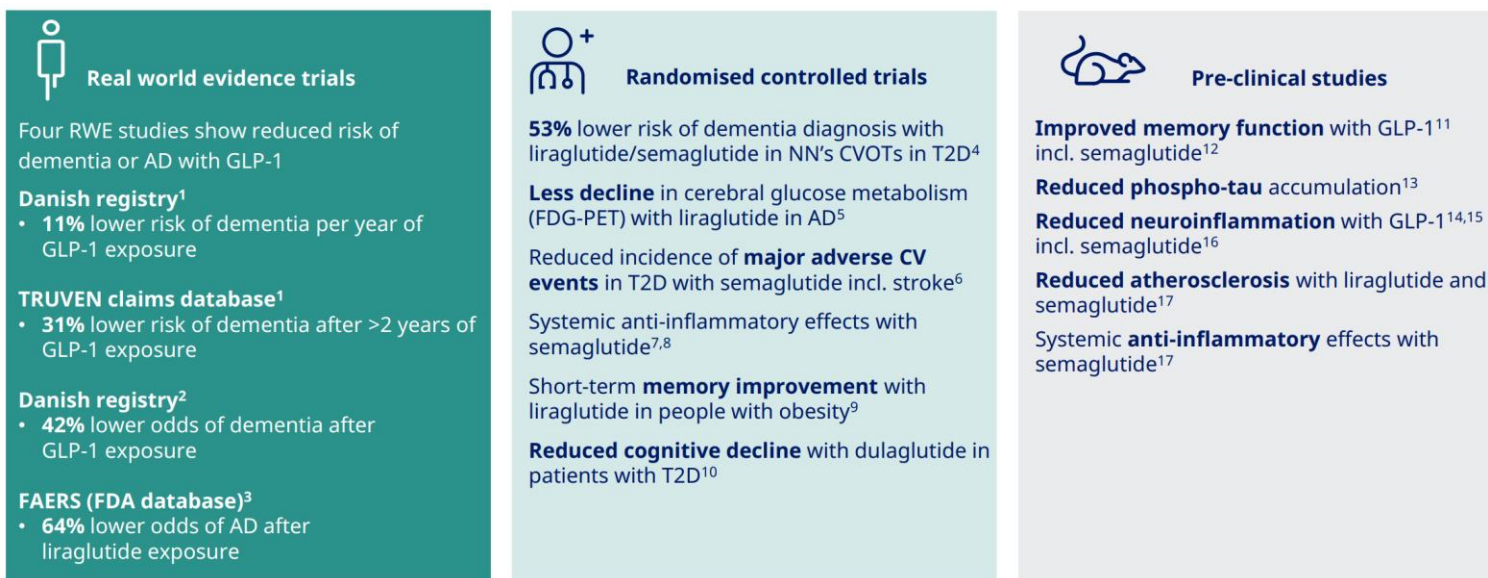 Real world evidence trials
Four RWE studies show reduced risk of
dementia or AD with GLP-1
Danish registry¹
• 11% lower risk of dementia per year of
GLP-1 exposure
TRUVEN claims database¹
• 31% lower risk of dementia after >2 years of
GLP-1 exposure
Danish registry²
• 42% lower odds of dementia after
GLP-1 exposure
FAERS (FDA database)³
• 64% lower odds of AD after
liraglutide exposure
Randomised controlled trials
53% lower risk of dementia diagnosis with
liraglutide/semaglutide in NN's CVOTs in T2D⁴
Less decline in cerebral glucose metabolism
(FDG-PET) with liraglutide in AD⁵
Reduced incidence of major adverse CV
events in T2D with semaglutide incl. stroke⁶
Systemic anti-inflammatory effects with
semaglutide⁷,⁸
Short-term memory improvement with
liraglutide in people with obesity⁹
Reduced cognitive decline with dulaglutide in
patients with T2D¹⁰
Pre-clinical studies
Improved memory function with GLP-1¹¹
incl. semaglutide¹²
Reduced phospho-tau accumulation¹³
Reduced neuroinflammation with GLP-1¹⁴,¹⁵
incl. semaglutide¹⁶
Reduced atherosclerosis with liraglutide and
semaglutide¹⁷
Systemic anti-inflammatory effects with
semaglutide¹⁷